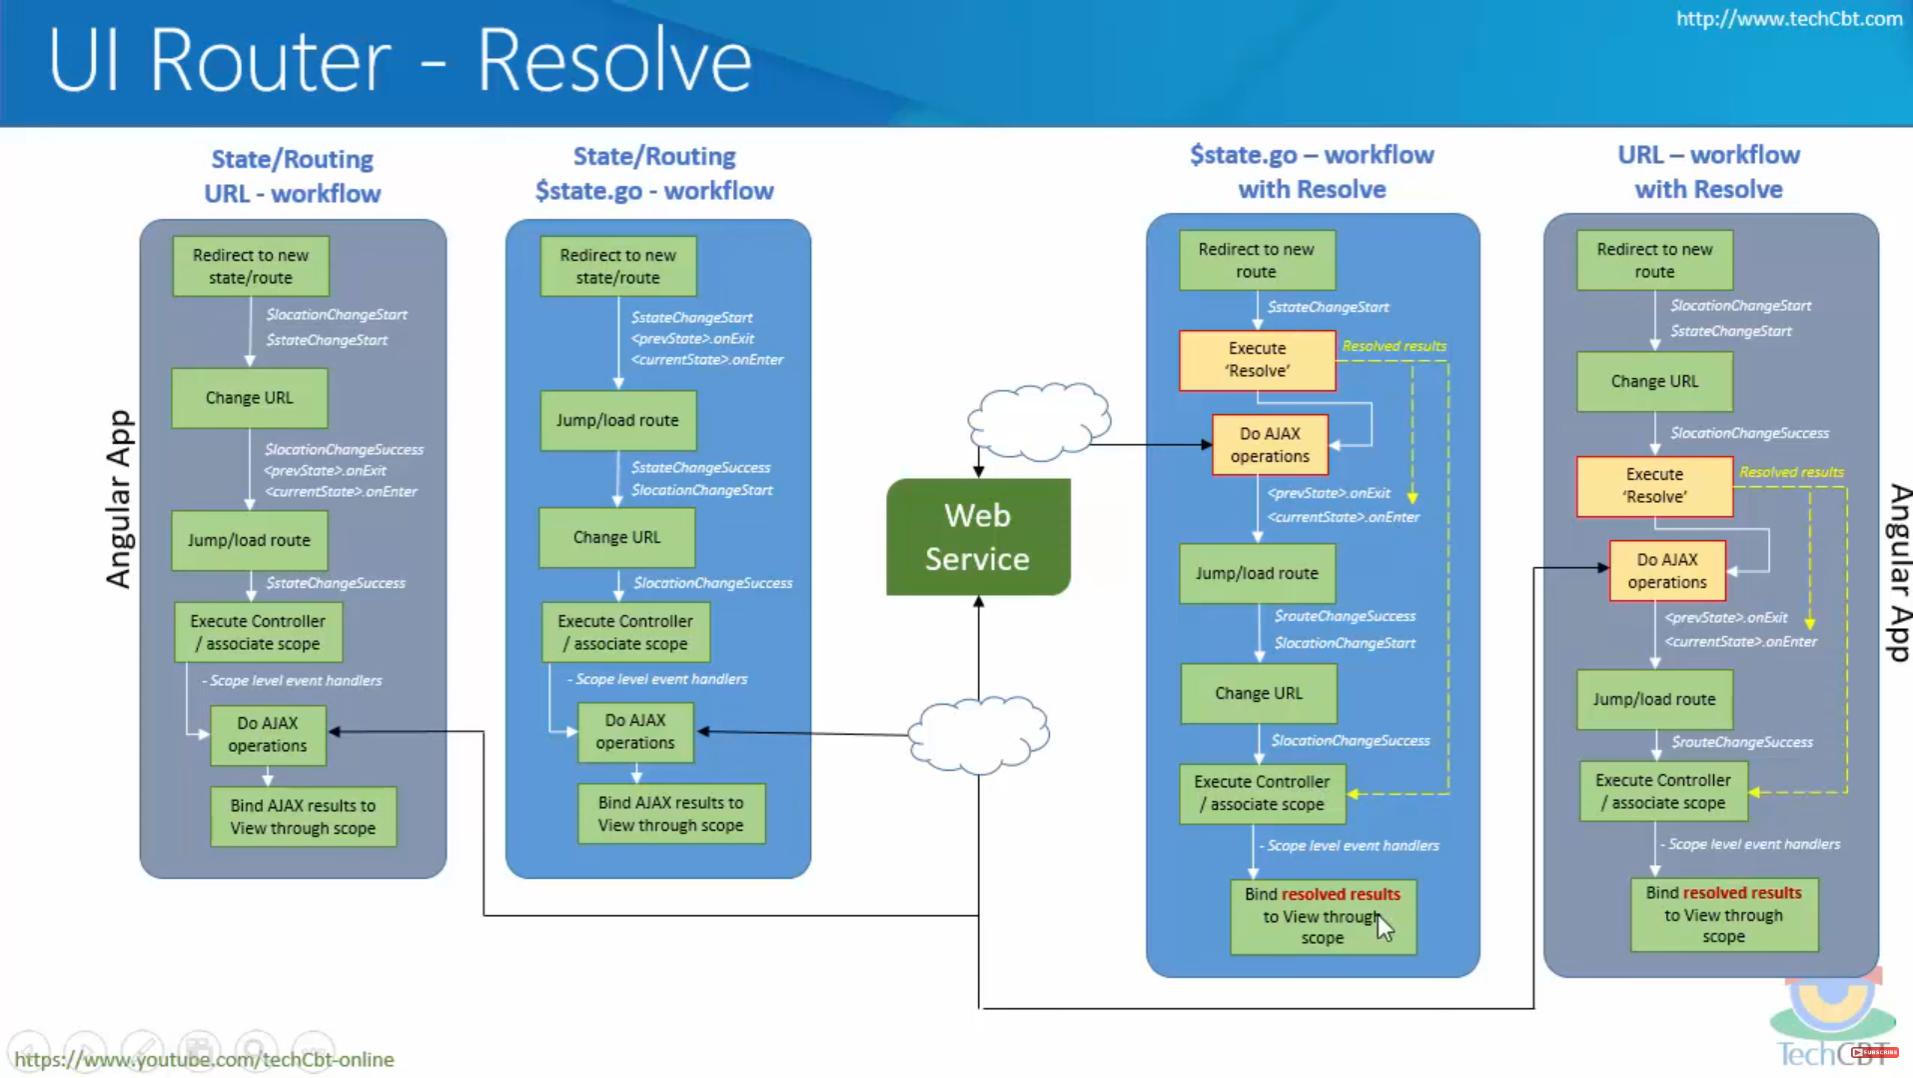 http://www.techCbt.com
UI Router - Resolve
State/Routing
URL - workflow
Angular App
Redirect to new
state/route
$locationChangeStart
$stateChangeStart
Change URL
$locationChangeSuccess
<prevState>.onExit
<currentState>.onEnter
Jump/load route
$stateChangeSuccess
Execute Controller
/ associate scope
- Scope level event handlers
Do AJAX
operations
Bind AJAX results to
View through scope
State/Routing
$state.go - workflow
Redirect to new
state/route
$stateChangeStart
<prevState>.onExit
<currentState>.onEnter
Jump/load route
$stateChangeSuccess
$locationChangeStart
Change URL
$locationChangeSuccess
Execute Controller
/ associate scope
- Scope level event handlers
Do AJAX
operations
Bind AJAX results to
View through scope
Web
Service
$state.go – workflow
with Resolve
Redirect to new
route
$stateChangeStart
Execute
‘Resolve’
Resolved results
Do AJAX
operations
<prevState>.onExit
<currentState>.onEnter
Jump/load route
$routeChangeSuccess
$locationChangeStart
Change URL
$locationChangeSuccess
Execute Controller
/ associate scope
- Scope level event handlers
Bind resolved results
to View through
scope
URL – workflow
with Resolve
Redirect to new
route
$locationChangeStart
$stateChangeStart
Change URL
$locationChangeSuccess
Execute
‘Resolve’
Resolved results
Do AJAX
operations
<prevState>.onExit
<currentState>.onEnter
Jump/load route
$routeChangeSuccess
Execute Controller
/ associate scope
- Scope level event handlers
Bind resolved results
to View through
scope
Angular App
https://www.youtube.com/techCbt-online
TechCBT
SUBSCRIBE